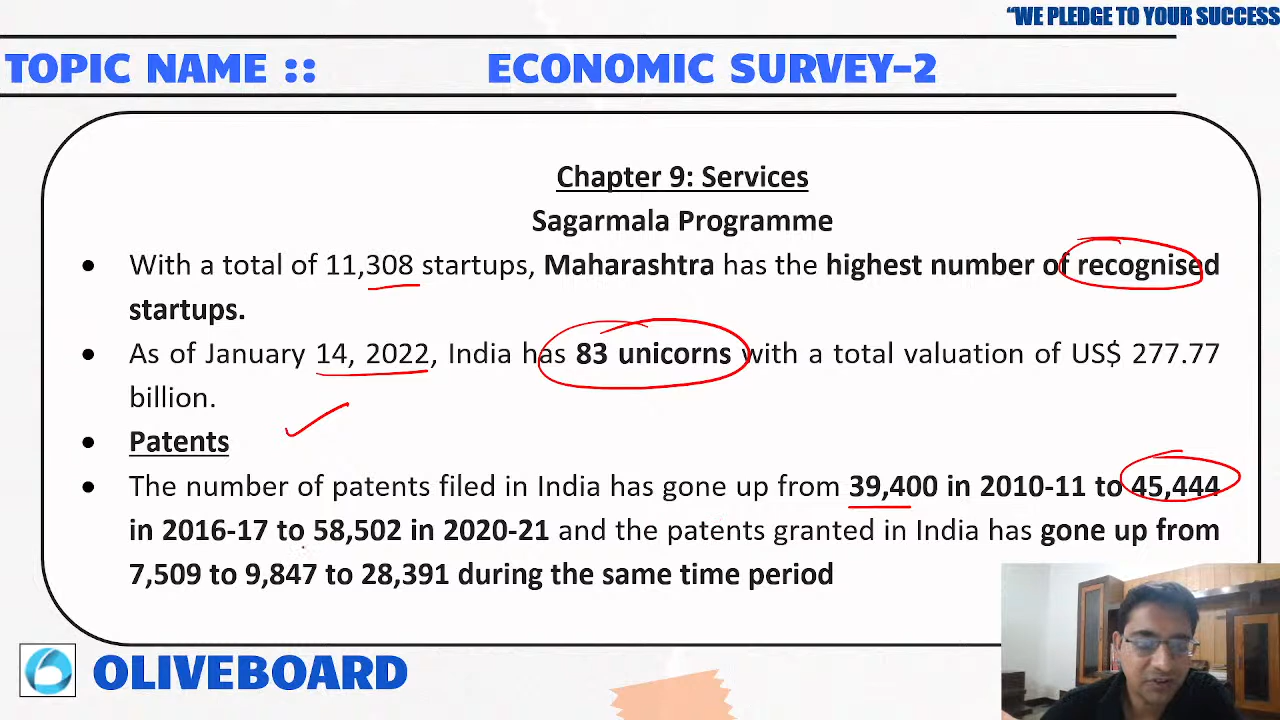 “WE PLEDGE TO YOUR SUCCESS
TOPIC NAME :: ECONOMIC SURVEY-2
Chapter 9: Services
Sagarmala Programme
• With a total of 11,308 startups, Maharashtra has the highest number of recognised
startups.
• As of January 14, 2022, India has 83 unicorns with a total valuation of US$ 277.77
billion.
• Patents
• The number of patents filed in India has gone up from 39,400 in 2010-11 to 45,444
in 2016-17 to 58,502 in 2020-21 and the patents granted in India has gone up from
7,509 to 9,847 to 28,391 during the same time period
OLIVEBOARD